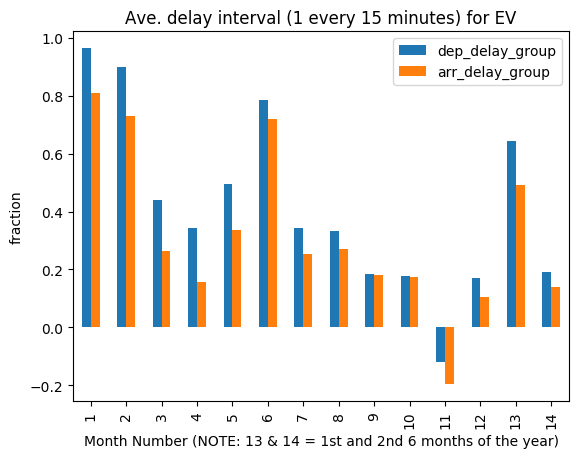 Ave. delay interval (1 every 15 minutes) for EV
dep_delay_group
arr_delay_group
fraction
1.0
0.8
0.6
0.4
0.2
0.0
−0.2
1 2 3 4 5 6 7 8 9 10 11 12 13 14
Month Number (NOTE: 13 & 14 = 1st and 2nd 6 months of the year)